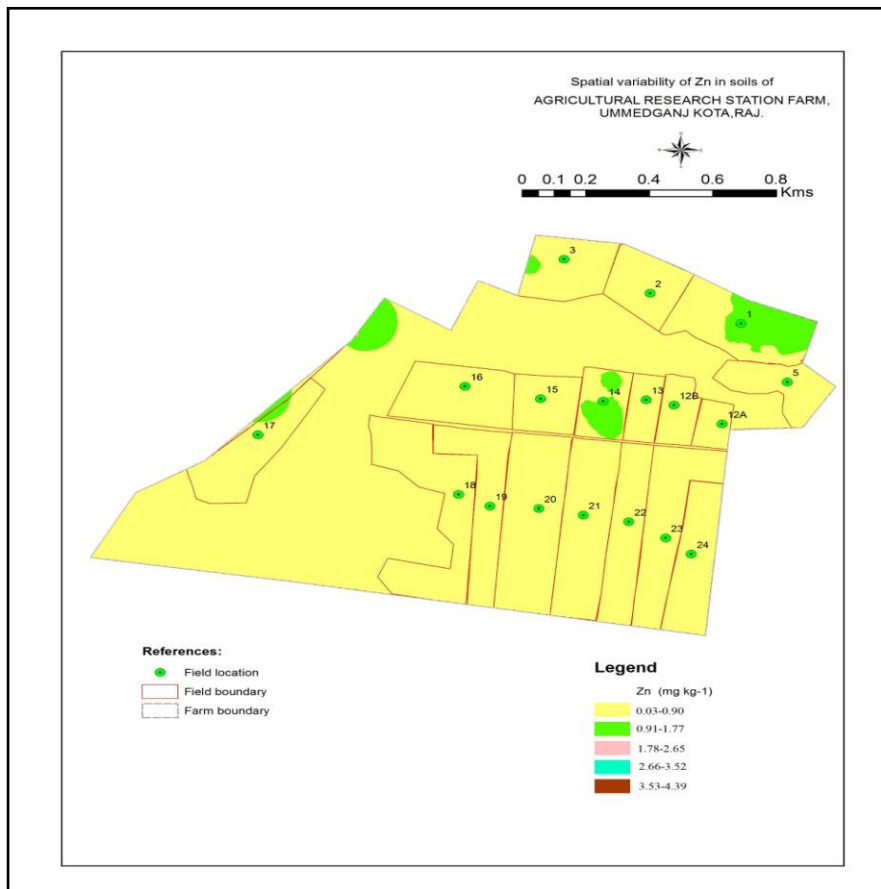 Spatial variability of Zn in soils of
AGRICULTURAL RESEARCH STATION FARM,
UMMEDGANJ KOTA,RAJ.
0 0.1 0.2 0.4 0.6 0.8
Kms
3
2
1
5
16
15
14
13
12B
12A
17
18
19
20
21
22
23
24
References:
Field location
Field boundary
Farm boundary
Legend
Zn (mg kg-1)
0.03-0.90
0.91-1.77
1.78-2.65
2.66-3.52
3.53-4.39